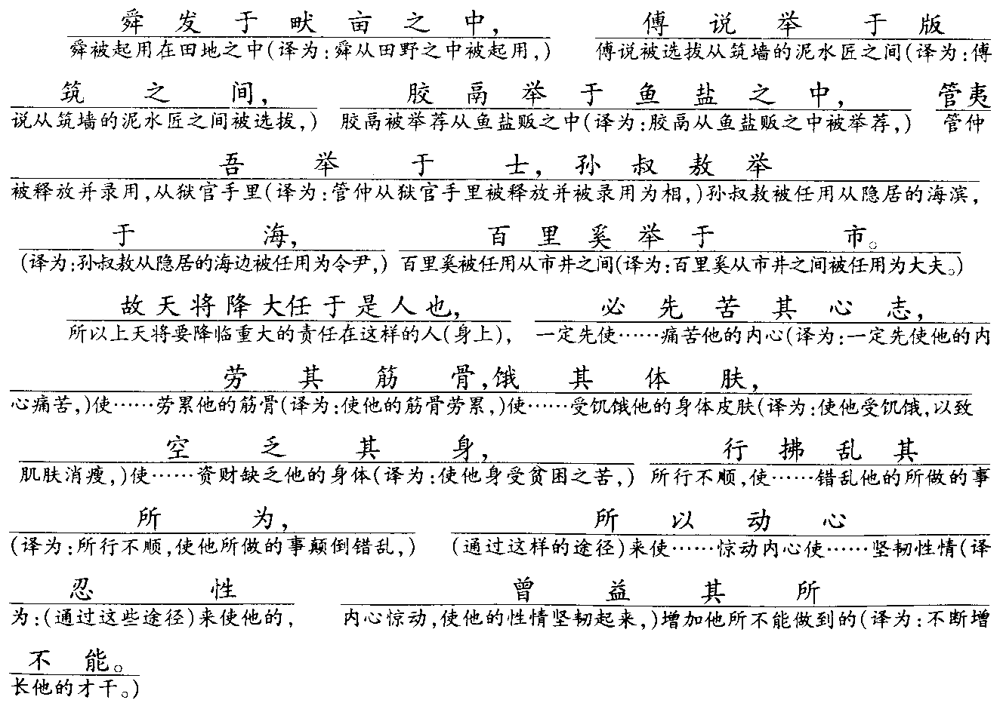 舜发于畎亩之中, 傅说举于版
舜被起用在田地之中(译为:舜从田野之中被起用,) 傅说被选拔从筑墙的泥水匠之间(译为:傅
筑之间, 胶鬲举于鱼盐之中, 管夷
说从筑墙的泥水匠之间被选拔,) 胶鬲被举荐从鱼盐贩之中(译为:胶鬲从鱼盐贩之中被举荐,) 管仲
吾举于士,孙叔敖举
被释放并录用,从狱官手里(译为:管仲从狱官手里被释放并被录用为相,)孙叔敖被任用从隐居的海滨,
于海, 百里奚举于市。
(译为:孙叔敖从隐居的海边被任用为令尹,) 百里奚被任用从市井之间(译为:百里奚从市井之间被任用为大夫。)
故天将降大任于是人也, 必先苦其心志,
所以上天将要降临重大的责任在这样的人(身上), 一定先使……痛苦他的内心(译为:一定先使他的内
劳其筋骨,饿其体肤,
心痛苦,)使……劳累他的筋骨(译为:使他的筋骨劳累,)使……受饥饿他的身体皮肤(译为:使他受饥饿,以致
空乏其身, 行拂乱其
肌肤消瘦,)使……资财缺乏他的身体(译为:使他身受贫困之苦,) 所行不顺,使……错乱他的所做的事
所为, 所以动心
(译为:所行不顺,使他所做的事颠倒错乱,) (通过这样的途径)来使……惊动内心使……坚韧性情(译
忍性 曾益其所
为:(通过这些途径)来使他的, 内心惊动,使他的性情坚韧起来,)增加他所不能做到的(译为:不断增
不能。
长他的才干。)